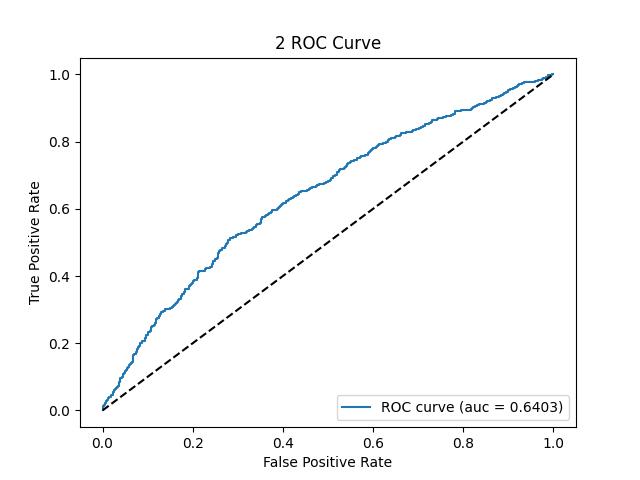 2 ROC Curve
1.0
0.8
0.6
0.4
0.2
0.0
True Positive Rate
ROC curve (auc = 0.6403)
0.0 0.2 0.4 0.6 0.8 1.0
False Positive Rate